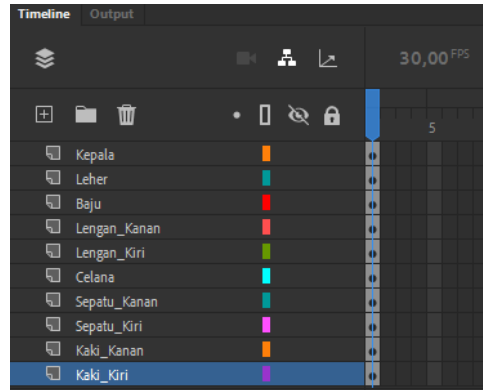 Timeline Output
30,00 FPS
5
Kepala
Leher
Baju
Lengan_Kanan
Lengan_Kiri
Celana
Sepatu_Kanan
Sepatu_Kiri
Kaki_Kanan
Kaki_Kiri